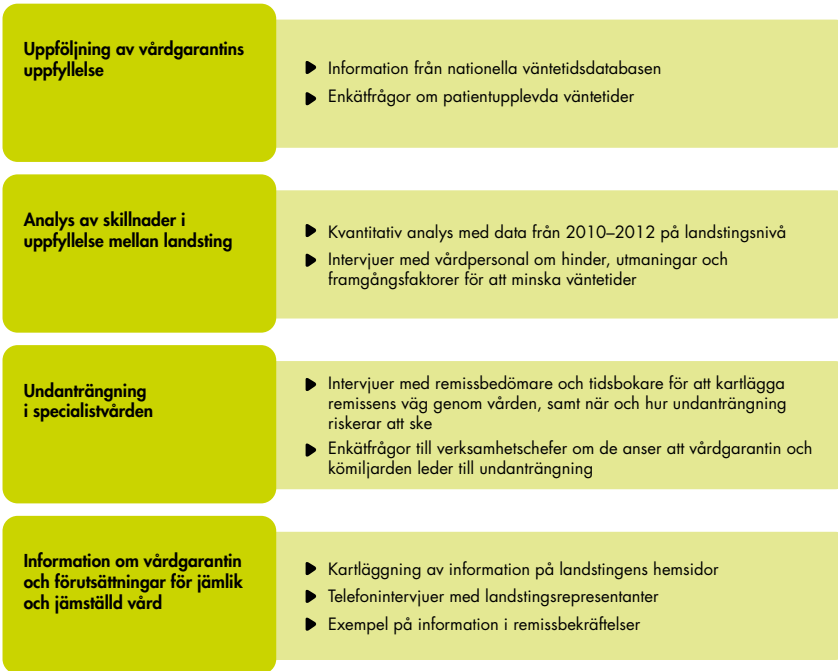 Uppföljning av vårdgarantins
uppfyllelse
Information från nationella väntetidsdatabasen
Enkätfrågor om patientupplevda väntetider
Analys av skillnader i
uppfyllelse mellan landsting
Kvantitativ analys med data från 2010–2012 på landstingsnivå
Intervjuer med vårdpersonal om hinder, utmaningar och
framgångsfaktorer för att minska väntetider
Undanträngning
i specialistvården
Intervjuer med remissbedömare och tidsbokare för att kartlägga
remissens väg genom vården, samt när och hur undanträngning
riskerar att ske
Enkätfrågor till verksamhetschefer om de anser att vårdgarantin och
kömiljarden leder till undanträngning
Information om vårdgarantin
och förutsättningar för jämlik
och jämställd vård
Kartläggning av information på landstingens hemsidor
Telefonintervjuer med landstingsrepresentanter
Exempel på information i remissbekräftelser